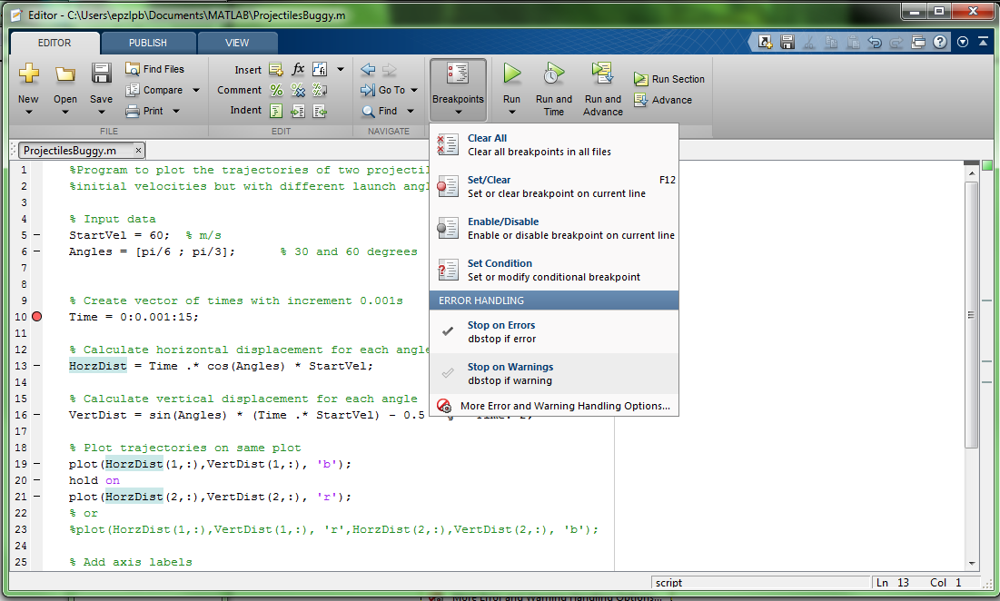 Editor - C:\Users\epzlpb\Documents\MATLAB\ProjectilesBuggy.m
EDITOR PUBLISH VIEW
New Open Save
Find Files
Compare
Print
FILE
Insert fx
Comment
Indent
EDIT
Go To
Find
NAVIGATE
Breakpoints
Run
Run and Time
Run and Advance
Run Section
Advance
ProjectilesBuggy.m
Clear All
Clear all breakpoints in all files
Set/Clear F12
Set or clear breakpoint on current line
Enable/Disable
Enable or disable breakpoint on current line
Set Condition
Set or modify conditional breakpoint
ERROR HANDLING
Stop on Errors
dbstop if error
Stop on Warnings
dbstop if warning
More Error and Warning Handling Options...
1 %Program to plot the trajectories of two
2 %initial velocities but with different launch
3
4 % Input data
5 – StartVel = 60; % m/s
6 – Angles = [pi/6 ; pi/3]; % 30 and 60 degrees
7
8
9 % Create vector of times with increment 0.001s
10 Time = 0:0.001:15;
11
12 % Calculate horizontal displacement for each angle
13 – HorzDist = Time .* cos(Angles) * StartVel;
14
15 % Calculate vertical displacement for each angle
16 – VertDist = sin(Angles) * (Time .* StartVel) - 0.5
17
18 % Plot trajectories on same plot
19 – plot(HorzDist(1,:),VertDist(1,:), 'b');
20 – hold on
21 – plot(HorzDist(2,:),VertDist(2,:), 'r');
22 % or
23 %plot(HorzDist(1,:),VertDist(1,:), 'r',HorzDist(2,:),VertDist(2,:), 'b');
24
25 % Add axis labels
script Ln 13 Col 1